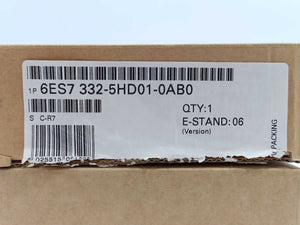 1P 6ES7 332-5HD01-0AB0
QTY:1
S C-R7
E-STAND: 06
(Version)
PACKING